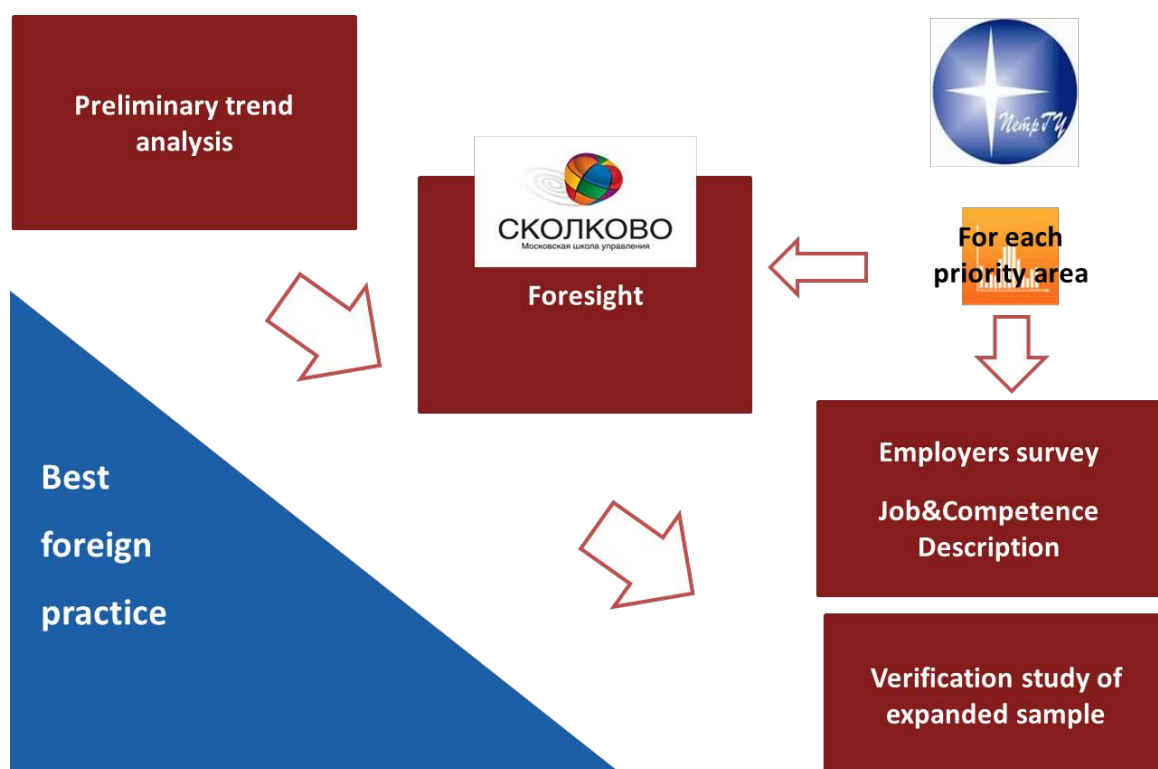 Preliminary trend
analysis
СКОЛКОВО
Московская школа управления
Foresight
ПетрГУ
For each
priority area
Best
foreign
practice
Employers survey
Job&Competence
Description
Verification study of
expanded sample